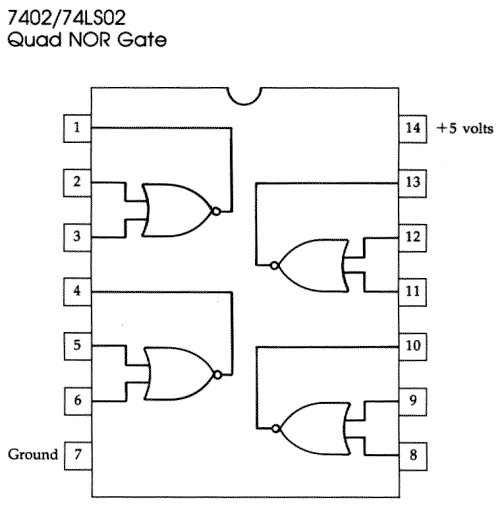 7402/74LS02
Quad NOR Gate
1 14 +5 volts
2 13
3 12
4 11
5 10
6 9
Ground 7 8